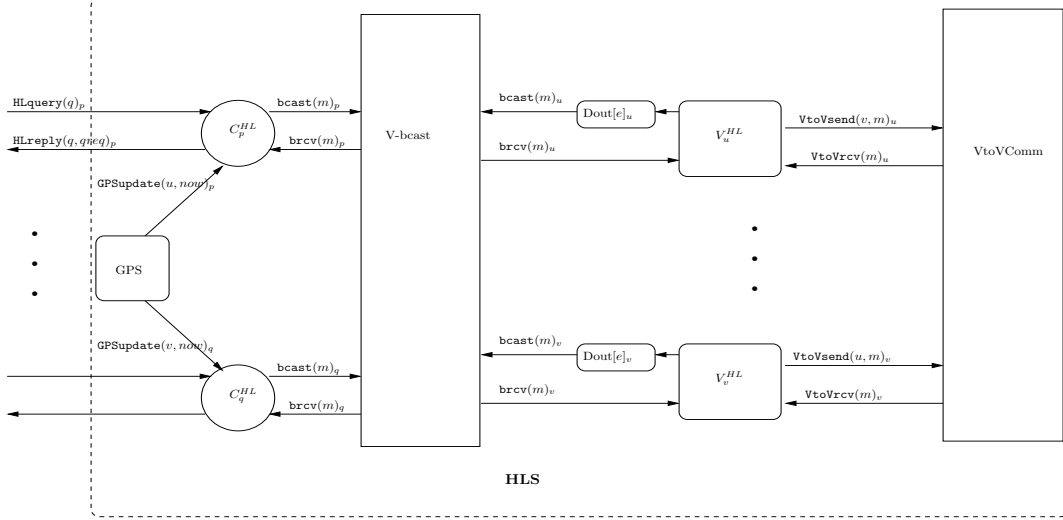 HLquery(q)_p
bcast(m)_p
C_p^{HL}
V-bcast
HLreply(q, qreq)_p
brcv(m)_p
GPSupdate(u, now)_p
GPS
GPSupdate(v, now)_q
bcast(m)_q
C_q^{HL}
brcv(m)_q
bcast(m)_u
Dout[e]_u
V_u^{HL}
brcv(m)_u
VtoVsend(v, m)_u
VtoVrcv(m)_u
VtoVComm
bcast(m)_v
Dout[e]_v
V_v^{HL}
brcv(m)_v
VtoVsend(u, m)_v
VtoVrcv(m)_v
HLS